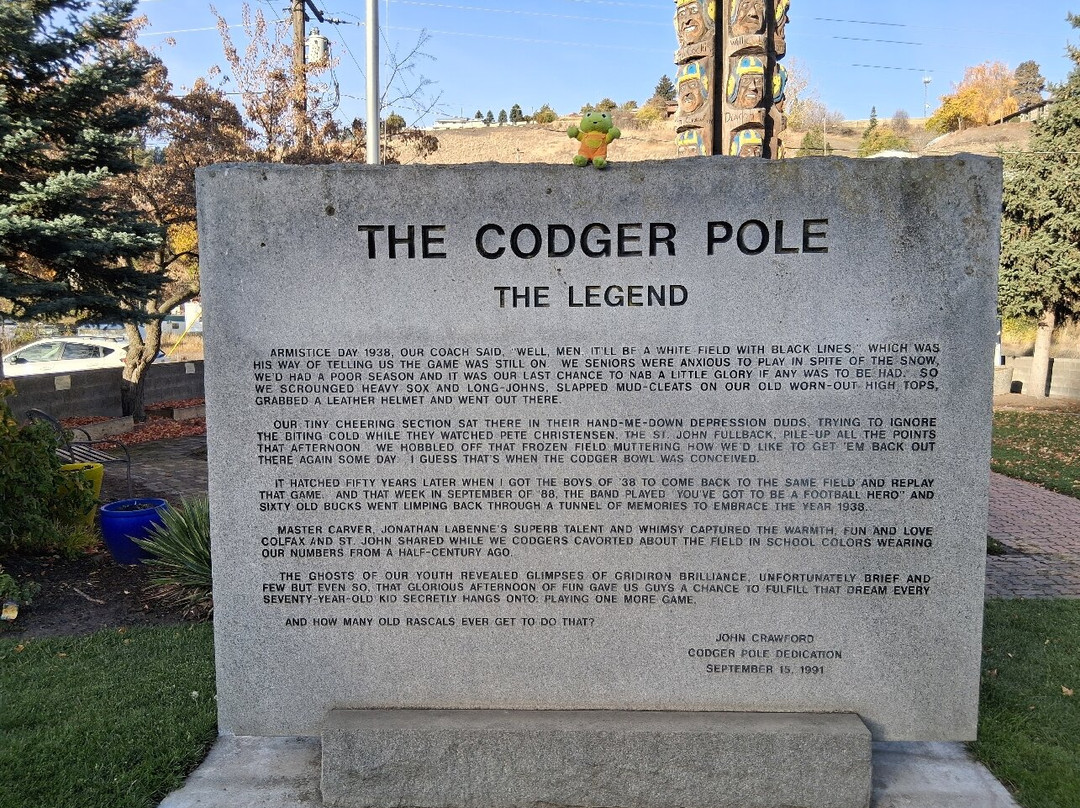 THE CODGER POLE
THE LEGEND
ARMISTICE DAY 1938, OUR COACH SAID, "WELL, MEN, IT'LL BE A WHITE FIELD WITH BLACK LINES," WHICH WAS
HIS WAY OF TELLING US THE GAME WAS STILL ON. WE SENIORS WERE ANXIOUS TO PLAY IN SPITE OF THE SNOW,
WE'D HAD A POOR SEASON AND IT WAS OUR LAST CHANCE TO NAB A LITTLE GLORY IF ANY WAS TO BE HAD. SO
WE SCROUNGED HEAVY SOX AND LONG-JOHNS, SLAPPED MUD-CLEATS ON OUR OLD WORN-OUT HIGH TOPS,
GRABBED A LEATHER HELMET AND WENT OUT THERE.
OUR TINY CHEERING SECTION SAT THERE IN THEIR HAND-ME-DOWN DEPRESSION DUDS, TRYING TO IGNORE
THE BITING COLD WHILE THEY WATCHED PETE CHRISTENSEN, THE ST. JOHN FULLBACK, PILE-UP ALL THE POINTS
THAT AFTERNOON. WE HOBBLED OFF THAT FROZEN FIELD MUTTERING HOW WE'D LIKE TO GET 'EM BACK OUT
THERE AGAIN SOME DAY. I GUESS THAT'S WHEN THE CODGER BOWL WAS CONCEIVED.
IT HATCHED FIFTY YEARS LATER WHEN I GOT THE BOYS OF '38 TO COME BACK TO THE SAME FIELD AND REPLAY
THAT GAME. AND THAT WEEK IN SEPTEMBER OF '88, THE BAND PLAYED "YOU'VE GOT TO BE A FOOTBALL HERO" AND
SIXTY OLD BUCKS WENT LIMPING BACK THROUGH A TUNNEL OF MEMORIES TO EMBRACE THE YEAR 1938.
MASTER CARVER, JONATHAN LABENNE'S SUPERB TALENT AND WHIMSY CAPTURED THE WARMTH, FUN AND LOVE
COLFAX AND ST. JOHN SHARED WHILE WE CODGERS CAVORTED ABOUT THE FIELD IN SCHOOL COLORS WEARING
OUR NUMBERS FROM A HALF-CENTURY AGO.
THE GHOSTS OF OUR YOUTH REVEALED GLIMPSES OF GRIDIRON BRILLIANCE, UNFORTUNATELY BRIEF AND
FEW BUT EVEN SO, THAT GLORIOUS AFTERNOON OF FUN GAVE US GUYS A CHANCE TO FULFILL THAT DREAM EVERY
SEVENTY-YEAR-OLD KID SECRETLY HANGS ONTO: PLAYING ONE MORE GAME.
AND HOW MANY OLD RASCALS EVER GET TO DO THAT?
JOHN CRAWFORD
CODGER POLE DEDICATION
SEPTEMBER 15, 1991